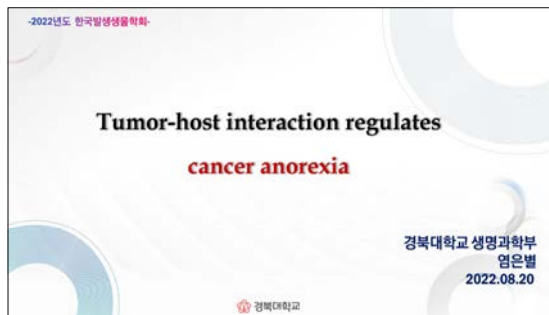 -2022년도 한국발생생물학회-
Tumor-host interaction regulates
cancer anorexia
경북대학교 생명과학부
염은별
2022.08.20
경북대학교